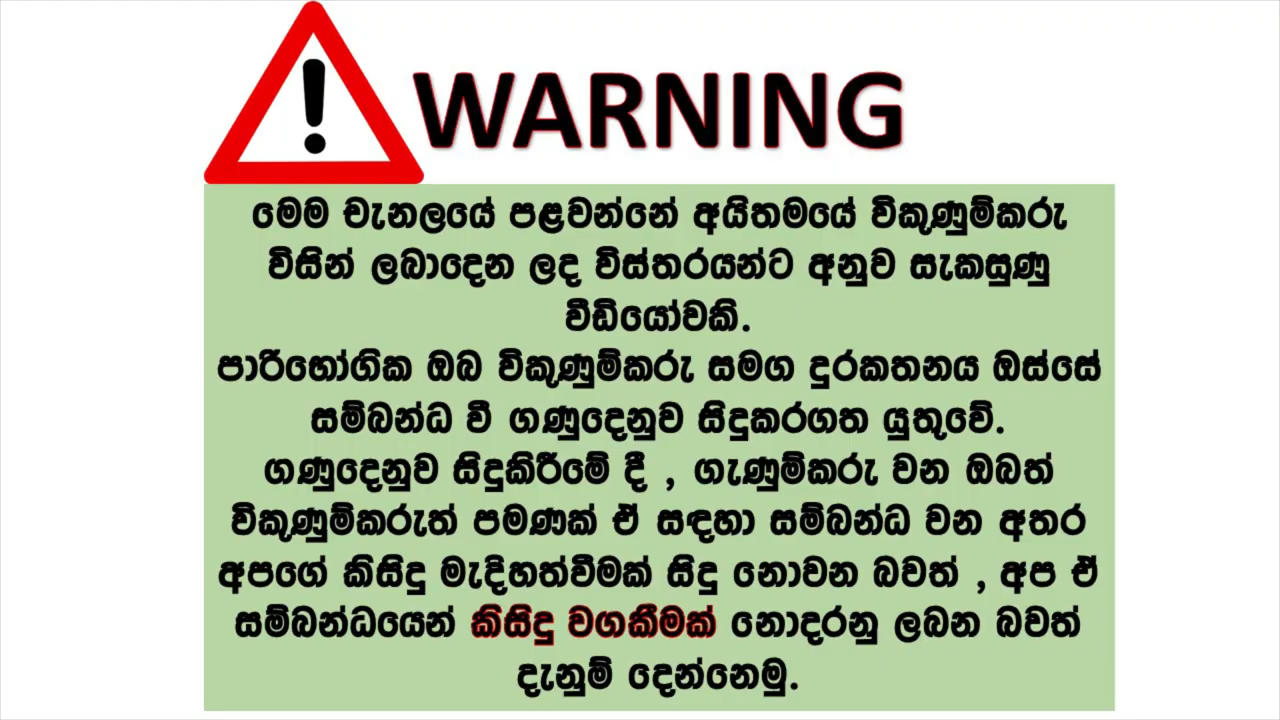 WARNING
මෙම චැනලයේ පළවන්නේ අයිතමයේ විකුණුම්කරු
විසින් ලබාදෙන ලද විස්තරයන්ට අනුව සැකසුණු
වීඩියෝවකි.
පාරිභෝගික ඔබ විකුණුම්කරු සමග දුරකතනය ඔස්සේ
සම්බන්ධ වී ගණුදෙනුව සිදුකරගත යුතුවේ.
ගණුදෙනුව සිදුකිරීමේ දී , ගැණුම්කරු වන ඔබත්
විකුණුම්කරුත් පමණක් ඒ සඳහා සම්බන්ධ වන අතර
අපගේ කිසිදු මැදිහත්වීමක් සිදු නොවන බවත් , අප ඒ
සම්බන්ධයෙන් කිසිදු වගකීමක් නොදරනු ලබන බවත්
දැනුම් දෙන්නෙමු.